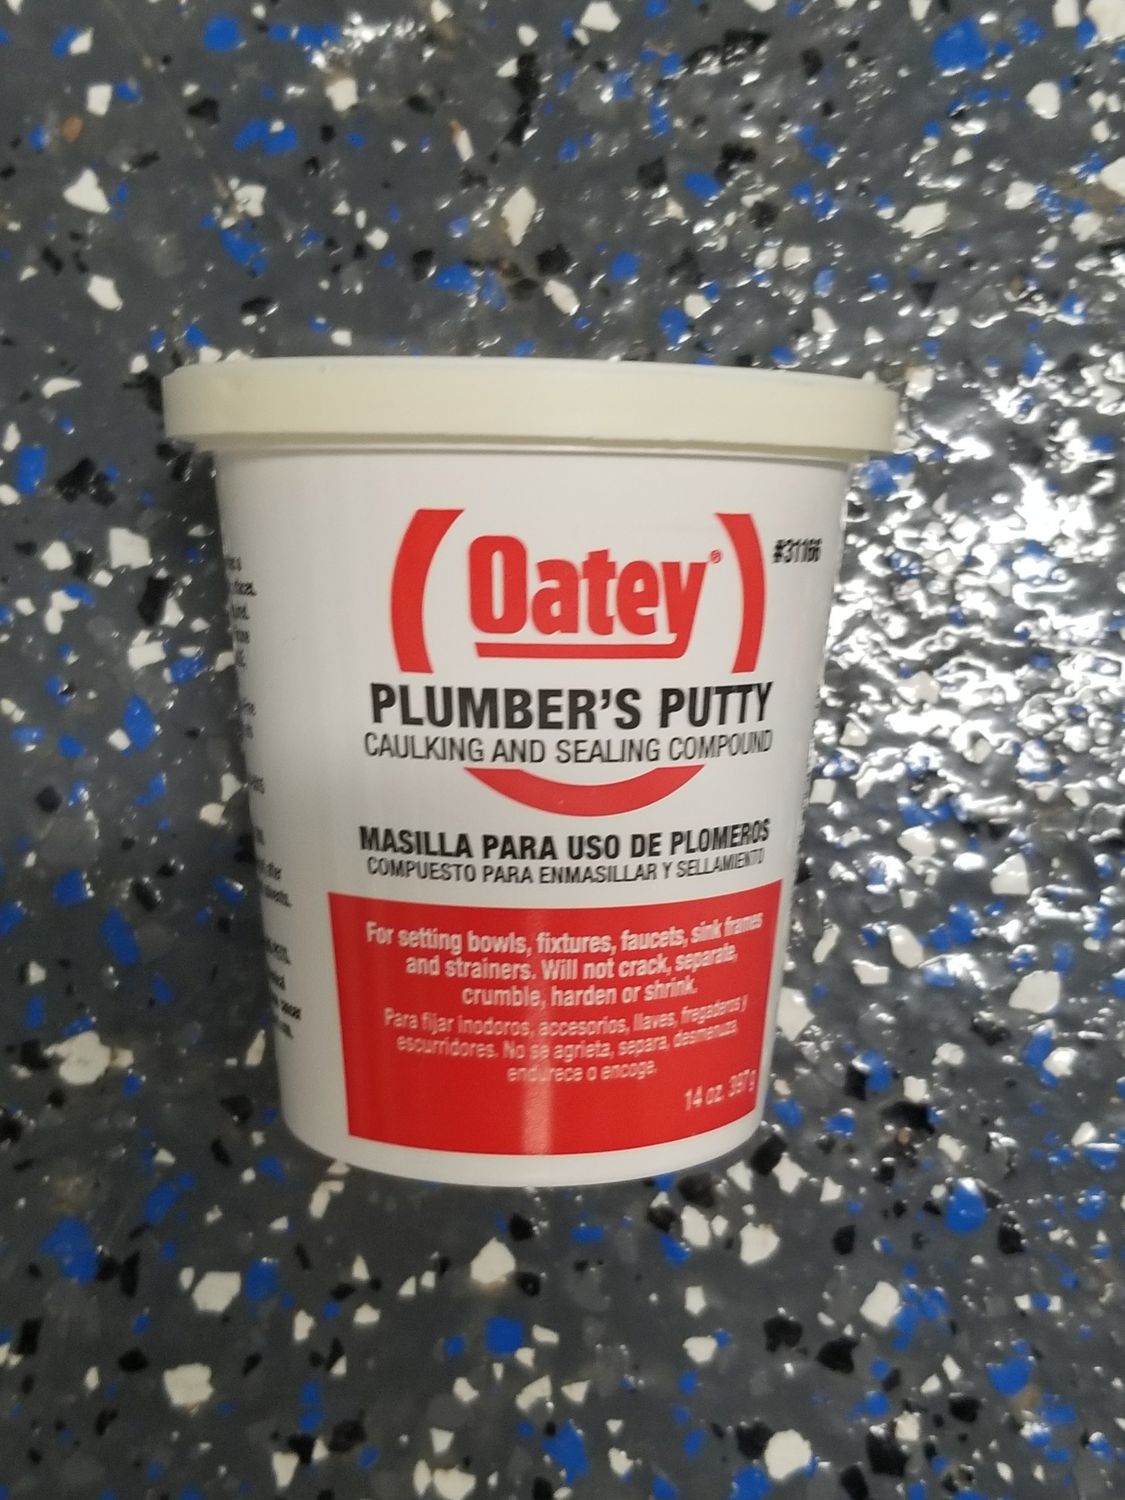 Oatey®
#31166
PLUMBER'S PUTTY
CAULKING AND SEALING COMPOUND
MASILLA PARA USO DE PLOMEROS
COMPUESTO PARA ENMASILLAR Y SELLAMIENTO
For setting bowls, fixtures, faucets, sink frames
and strainers. Will not crack, separate,
crumble, harden or shrink.
Para fijar inodoros, accesorios, llaves, fregaderos y
escurridores. No se agrieta, separa, desmenuza,
endurece o encoge.
14 oz. 397 g